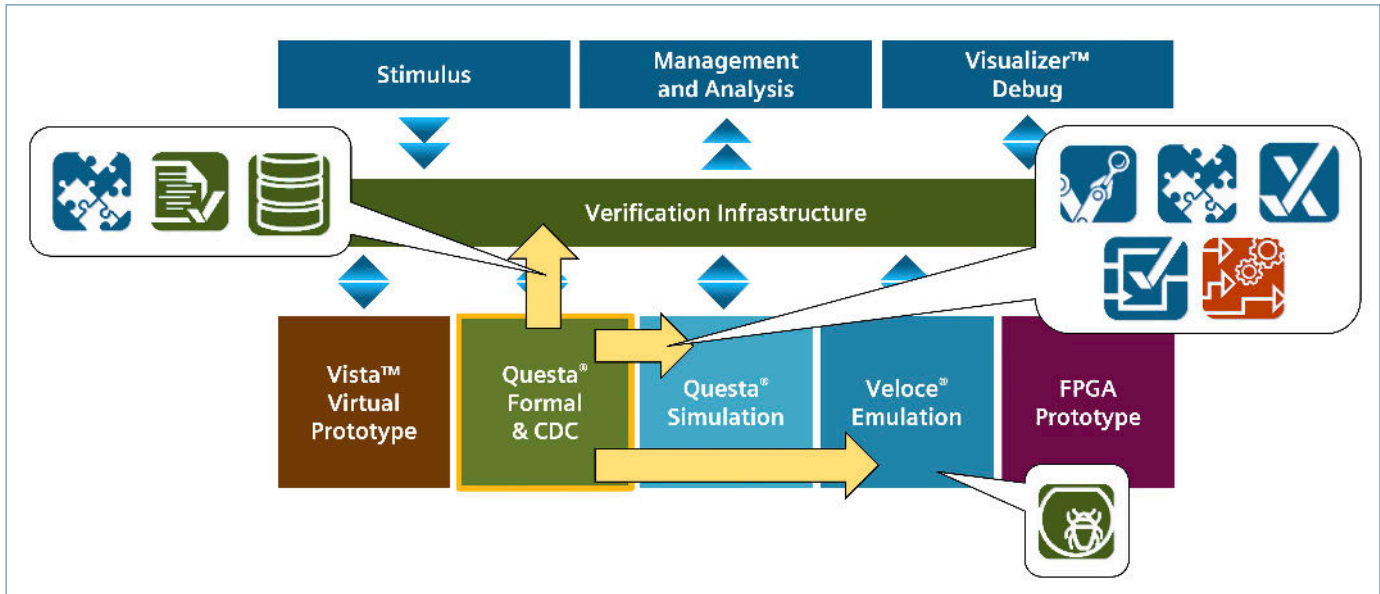 Stimulus
Management
and Analysis
Visualizer™
Debug
Verification Infrastructure
Vista™
Virtual
Prototype
Questa®
Formal
& CDC
Questa®
Simulation
Veloce®
Emulation
FPGA
Prototype